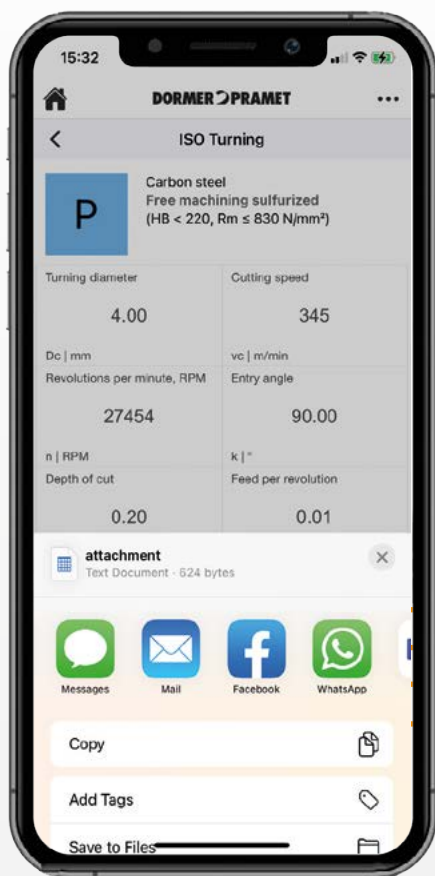 15:32
DORMER PRAMET
ISO Turning
P
Carbon steel
Free machining sulfurized
(HB < 220, Rm ≤ 830 N/mm²)
Turning diameter
Cutting speed
4.00
345
Dc | mm
vc | m/min
Revolutions per minute, RPM
Entry angle
27454
90.00
n | RPM
k | °
Depth of cut
Feed per revolution
0.20
0.01
attachment
Text Document - 624 bytes
Messages
Mail
Facebook
WhatsApp
Copy
Add Tags
Save to Files